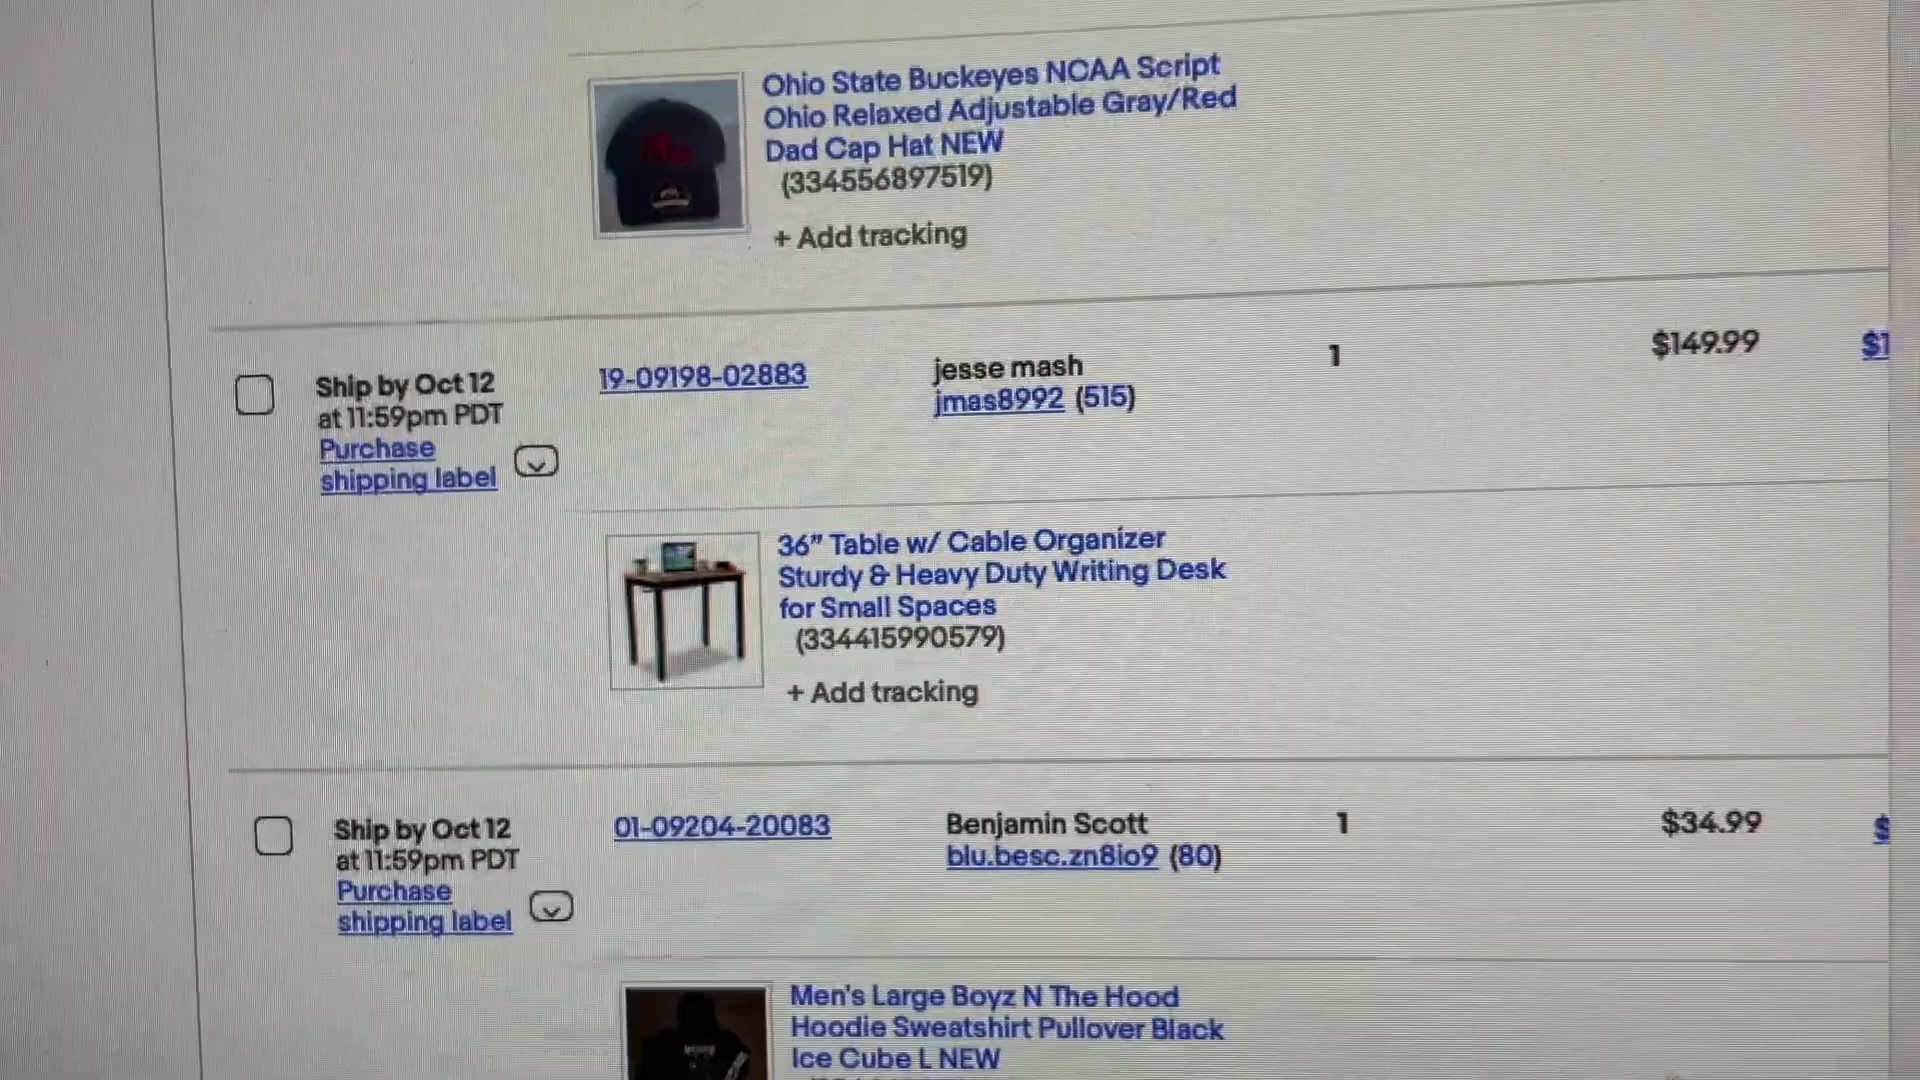 Ohio State Buckeyes NCAA Script
Ohio Relaxed Adjustable Gray/Red
Dad Cap Hat NEW
(334556897519)
+ Add tracking
Ship by Oct 12
at 11:59pm PDT
Purchase
shipping label
19-09198-02883
jesse mash
jmas8992 (515)
1
$149.99
$1
36" Table w/ Cable Organizer
Sturdy & Heavy Duty Writing Desk
for Small Spaces
(334415990579)
+ Add tracking
Ship by Oct 12
at 11:59pm PDT
Purchase
shipping label
01-09204-20083
Benjamin Scott
blu.besc.zn8io9 (80)
1
$34.99
$
Men's Large Boyz N The Hood
Hoodie Sweatshirt Pullover Black
Ice Cube L NEW